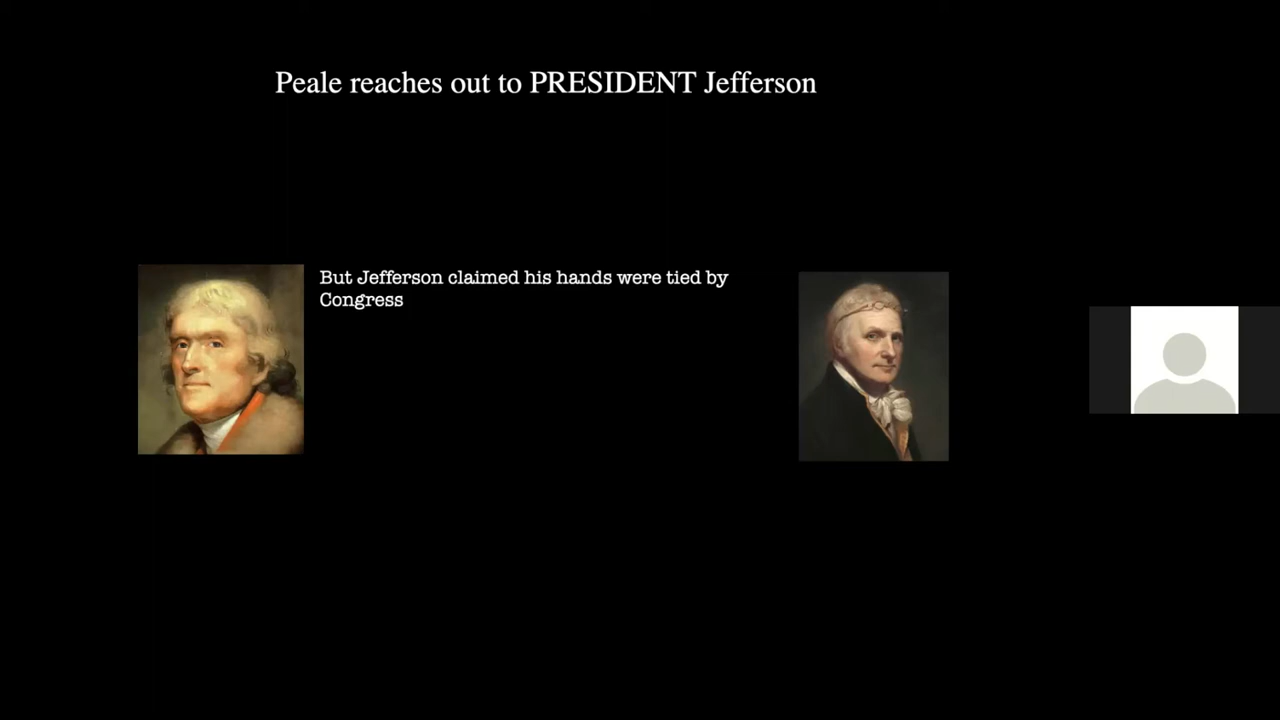 Peale reaches out to PRESIDENT Jefferson
But Jefferson claimed his hands were tied by
Congress